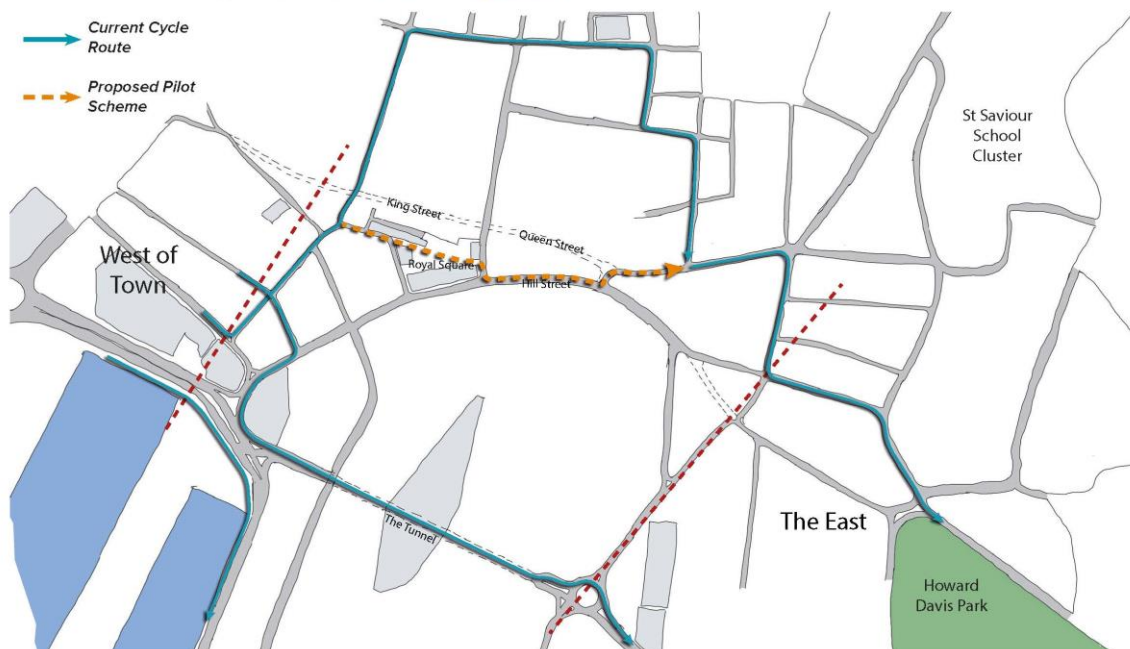 Current Cycle
Route
Proposed Pilot
Scheme
St Saviour
School
Cluster
King Street
Queen Street
West of
Town
Royal Square
Hill Street
The Tunnel
The East
Howard
Davis Park